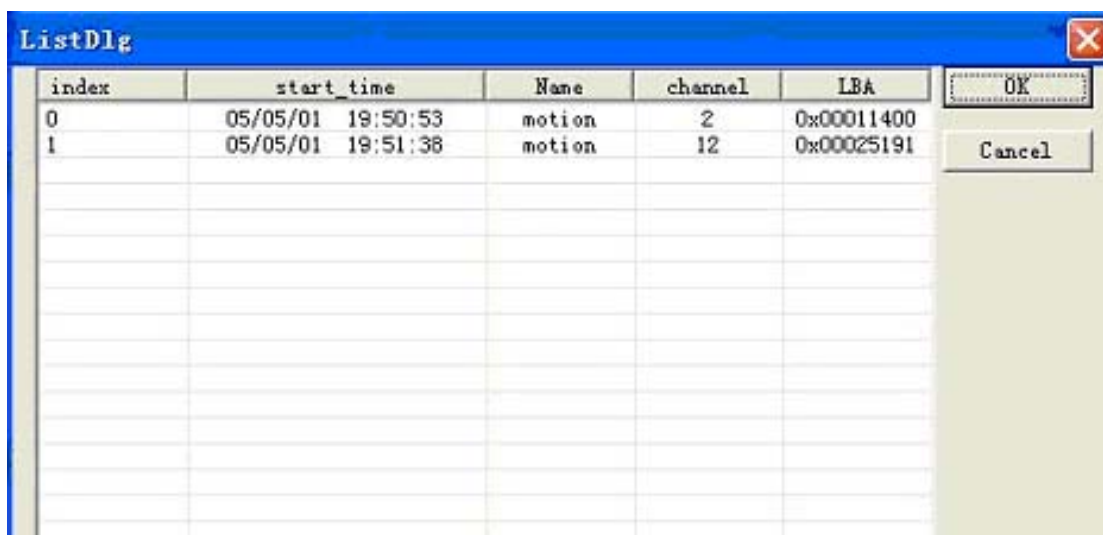 ListDlg
index start_time Name channel LBA OK
0 05/05/01 19:50:53 motion 2 0x00011400
1 05/05/01 19:51:38 motion 12 0x00025191
Cancel